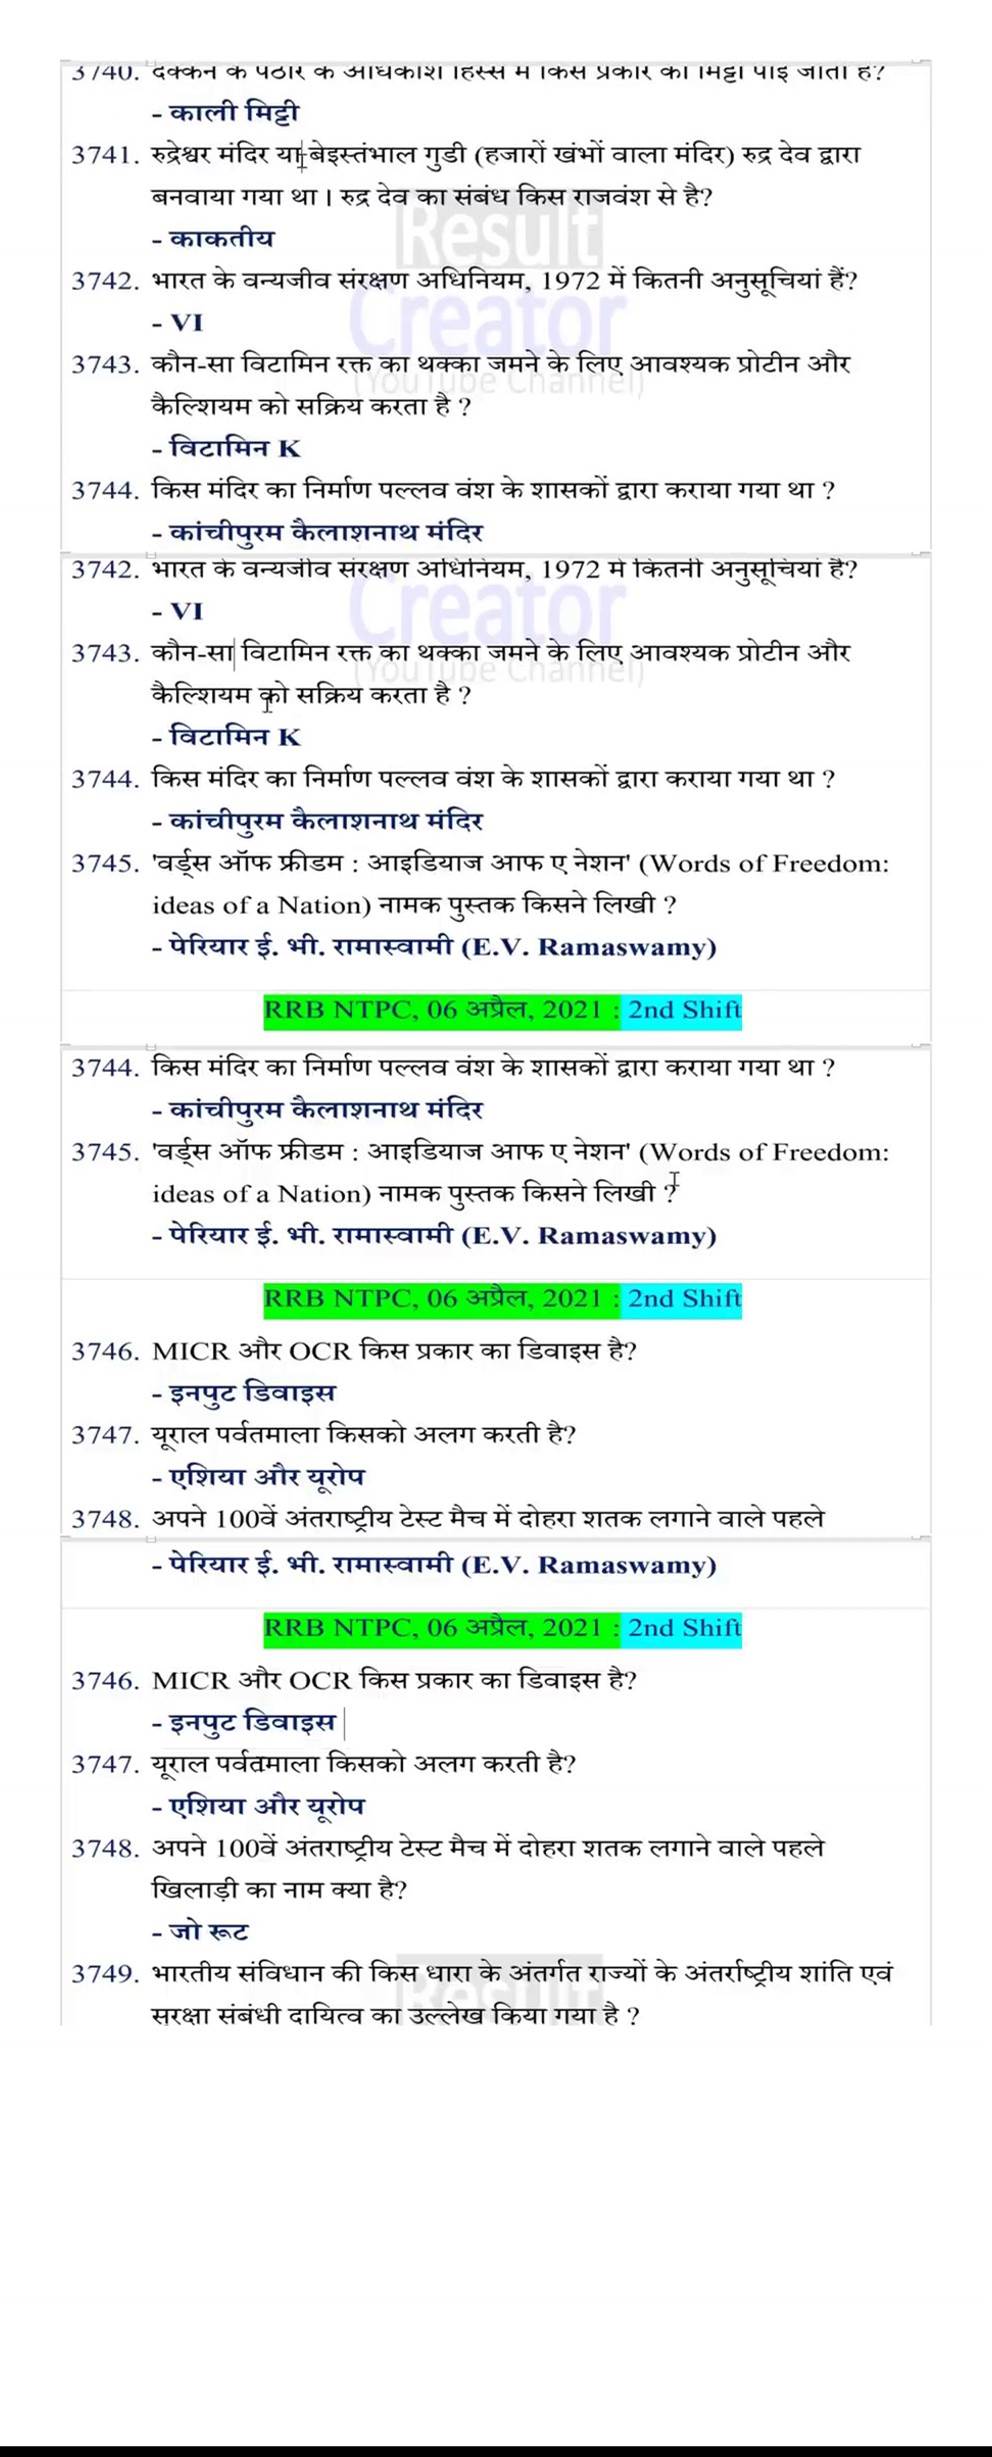 3740. दक्कन के पठार के अधिकांश हिस्से में किस प्रकार की मिट्टी पाई जाती है?
- काली मिट्टी
3741. रुद्रेश्वर मंदिर या बेइस्तंभाल गुडी (हजारों खंभों वाला मंदिर) रुद्र देव द्वारा
बनवाया गया था। रुद्र देव का संबंध किस राजवंश से है?
Result
- काकतीय
3742. भारत के वन्यजीव संरक्षण अधिनियम, 1972 में कितनी अनुसूचियां हैं?
- VI
Creator
3743. कौन-सा विटामिन रक्त का थक्का जमने के लिए आवश्यक प्रोटीन और
(YouTube Channel)
कैल्शियम को सक्रिय करता है ?
- विटामिन K
3744. किस मंदिर का निर्माण पल्लव वंश के शासकों द्वारा कराया गया था ?
- कांचीपुरम कैलाशनाथ मंदिर
3742. भारत के वन्यजीव संरक्षण अधिनियम, 1972 में कितनी अनुसूचियां हैं?
- VI
Creator
3743. कौन-सा विटामिन रक्त का थक्का जमने के लिए आवश्यक प्रोटीन और
(YouTube Channel)
कैल्शियम को सक्रिय करता है ?
- विटामिन K
3744. किस मंदिर का निर्माण पल्लव वंश के शासकों द्वारा कराया गया था ?
- कांचीपुरम कैलाशनाथ मंदिर
3745. 'वर्ड्स ऑफ फ्रीडम : आइडियाज आफ ए नेशन' (Words of Freedom:
ideas of a Nation) नामक पुस्तक किसने लिखी ?
- पेरियार ई. भी. रामास्वामी (E.V. Ramaswamy)
RRB NTPC, 06 अप्रैल, 2021 : 2nd Shift
3744. किस मंदिर का निर्माण पल्लव वंश के शासकों द्वारा कराया गया था ?
- कांचीपुरम कैलाशनाथ मंदिर
3745. 'वर्ड्स ऑफ फ्रीडम : आइडियाज आफ ए नेशन' (Words of Freedom:
ideas of a Nation) नामक पुस्तक किसने लिखी ?
- पेरियार ई. भी. रामास्वामी (E.V. Ramaswamy)
RRB NTPC, 06 अप्रैल, 2021 : 2nd Shift
3746. MICR और OCR किस प्रकार का डिवाइस है?
- इनपुट डिवाइस
3747. यूराल पर्वतमाला किसको अलग करती है?
- एशिया और यूरोप
3748. अपने 100वें अंतराष्ट्रीय टेस्ट मैच में दोहरा शतक लगाने वाले पहले
- पेरियार ई. भी. रामास्वामी (E.V. Ramaswamy)
RRB NTPC, 06 अप्रैल, 2021 : 2nd Shift
3746. MICR और OCR किस प्रकार का डिवाइस है?
- इनपुट डिवाइस
3747. यूराल पर्वतमाला किसको अलग करती है?
- एशिया और यूरोप
3748. अपने 100वें अंतराष्ट्रीय टेस्ट मैच में दोहरा शतक लगाने वाले पहले
खिलाड़ी का नाम क्या है?
- जो रूट
3749. भारतीय संविधान की किस धारा के अंतर्गत राज्यों के अंतर्राष्ट्रीय शांति एवं
Result
सुरक्षा संबंधी दायित्व का उल्लेख किया गया है ?